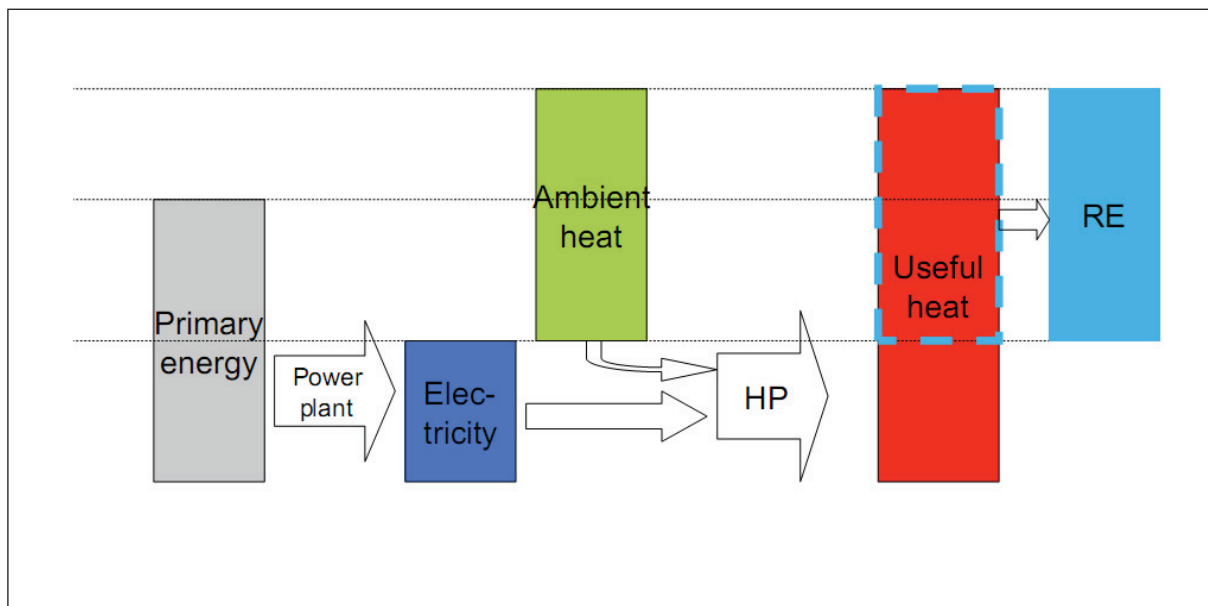 Primary
energy
Power
plant
Elec-
tricity
Ambient
heat
HP
Useful
heat
RE